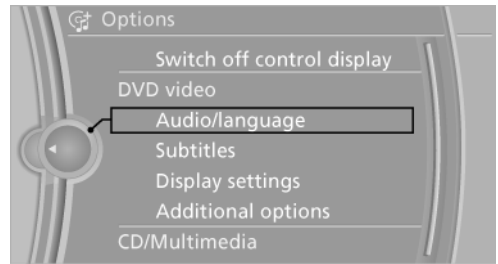 Options
Switch off control display
DVD video
Audio/language
Subtitles
Display settings
Additional options
CD/Multimedia